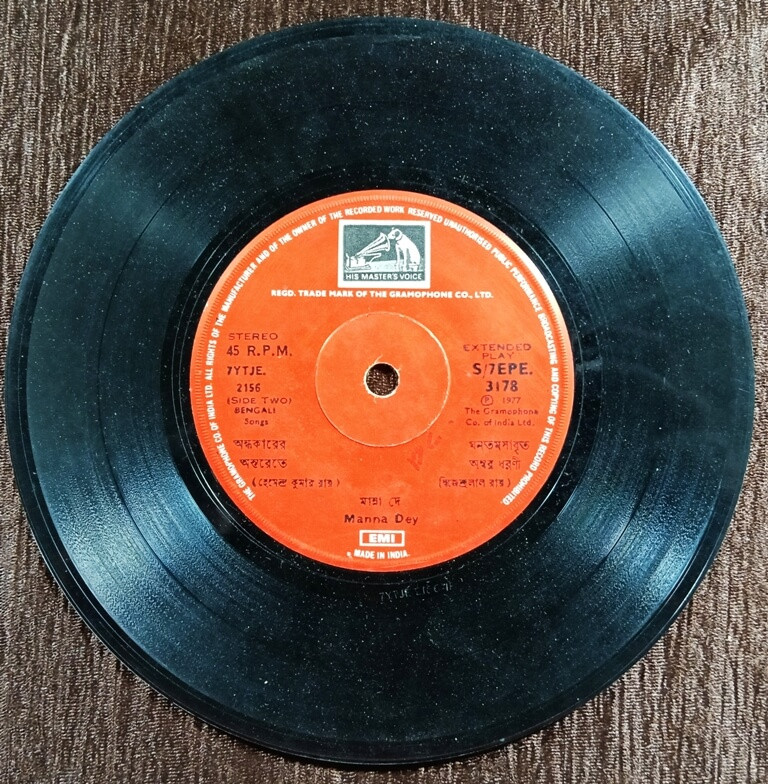 THE GRAMOPHONE CO OF INDIA LTD. ALL RIGHTS OF THE MANUFACTURER AND OF THE OWNER OF THE RECORDED WORK RESERVED UNAUTHORISED PUBLIC PERFORMANCE BROADCASTING AND COPYING OF THIS RECORD PROHIBITED.
HIS MASTER'S VOICE
REGD. TRADE MARK OF THE GRAMOPHONE CO., LTD.
STEREO
45 R.P.M.
7YTJE.
2156
(SIDE TWO)
BENGALI
Songs
EXTENDED
PLAY
S/7EPE.
3178
Ⓟ 1977
The Gramophone
Co. of India Ltd.
অন্ধকারের
অন্তরেতে
(হেমেন্দ্র কুমার রায়)
ঘনতমসাবৃত
অম্বর ধরণী
(দ্বিজেন্দ্রলাল রায়)
মান্না দে
Manna Dey
EMI
MADE IN INDIA.